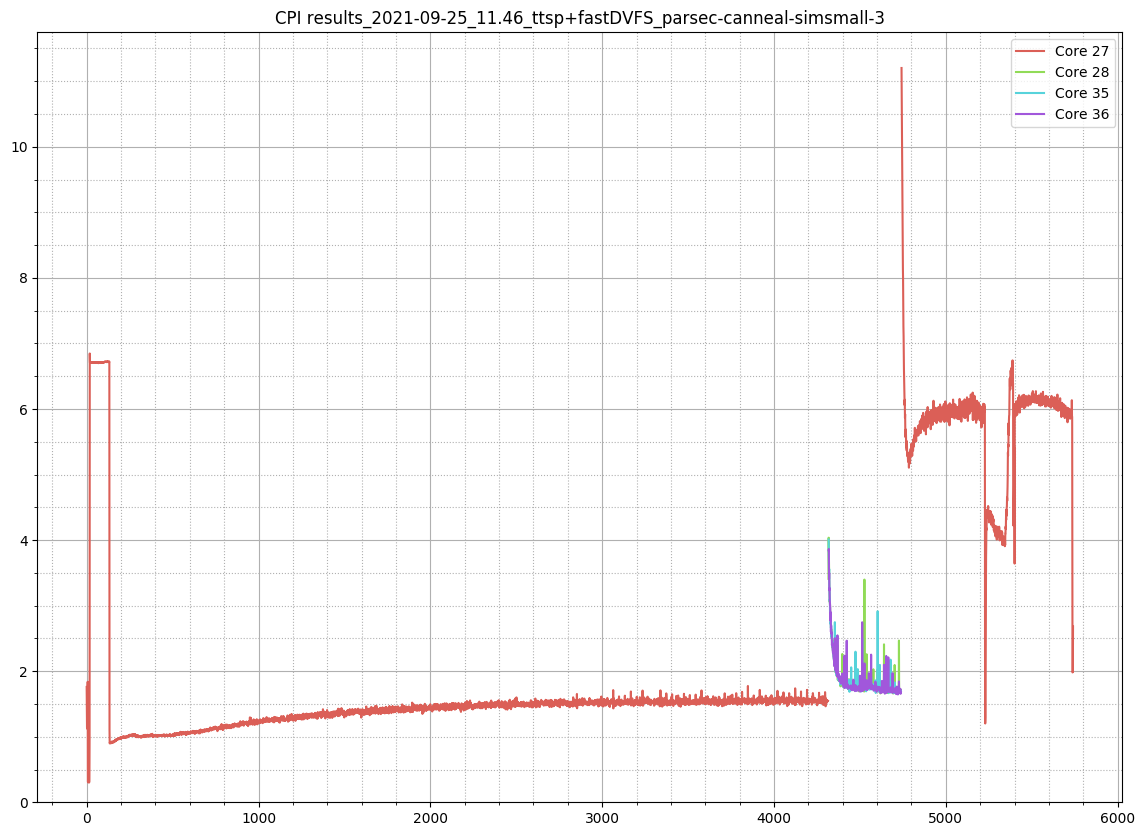 CPI results_2021-09-25_11.46_ttsp+fastDVFS_parsec-canneal-simsmall-3
Core 27
Core 28
Core 35
Core 36
10
8
6
4
2
0
0 1000 2000 3000 4000 5000 6000